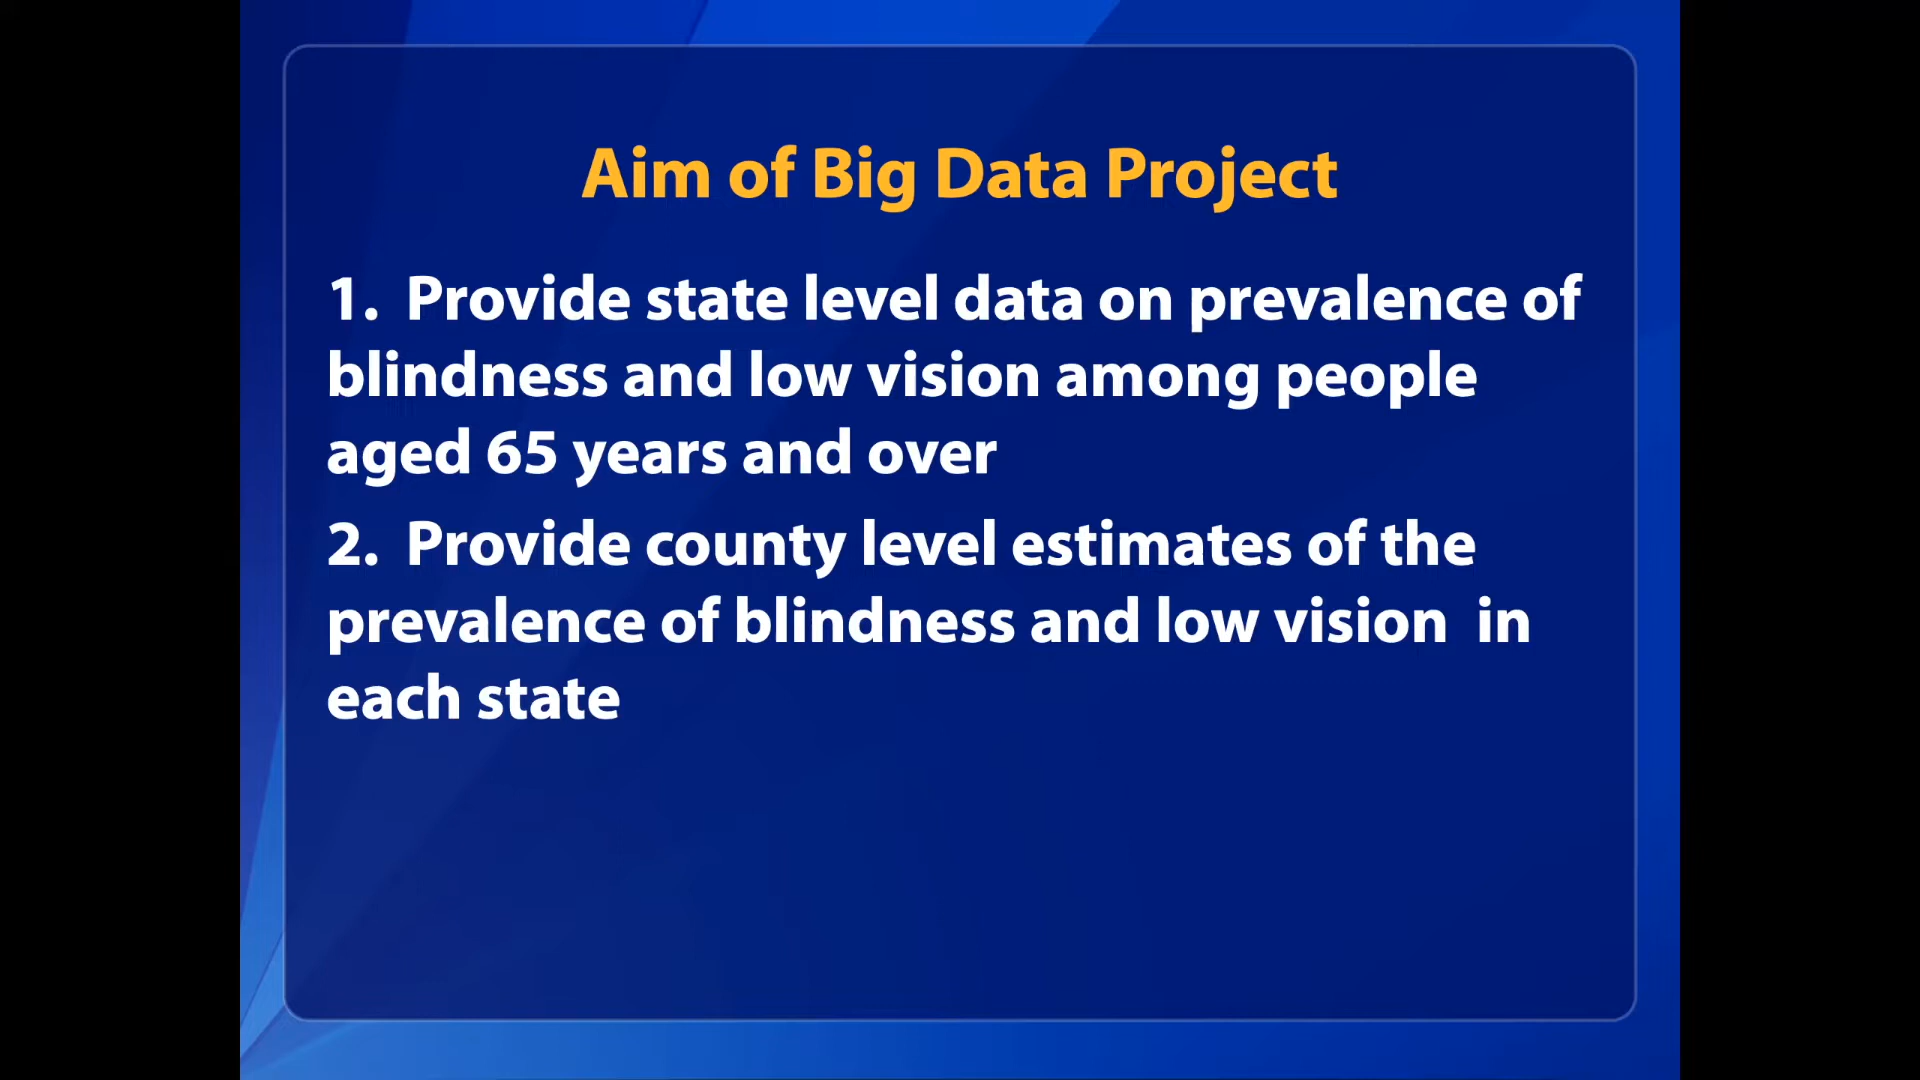 Aim of Big Data Project
1.  Provide state level data on prevalence of
blindness and low vision among people
aged 65 years and over
2.  Provide county level estimates of the
prevalence of blindness and low vision  in
each state